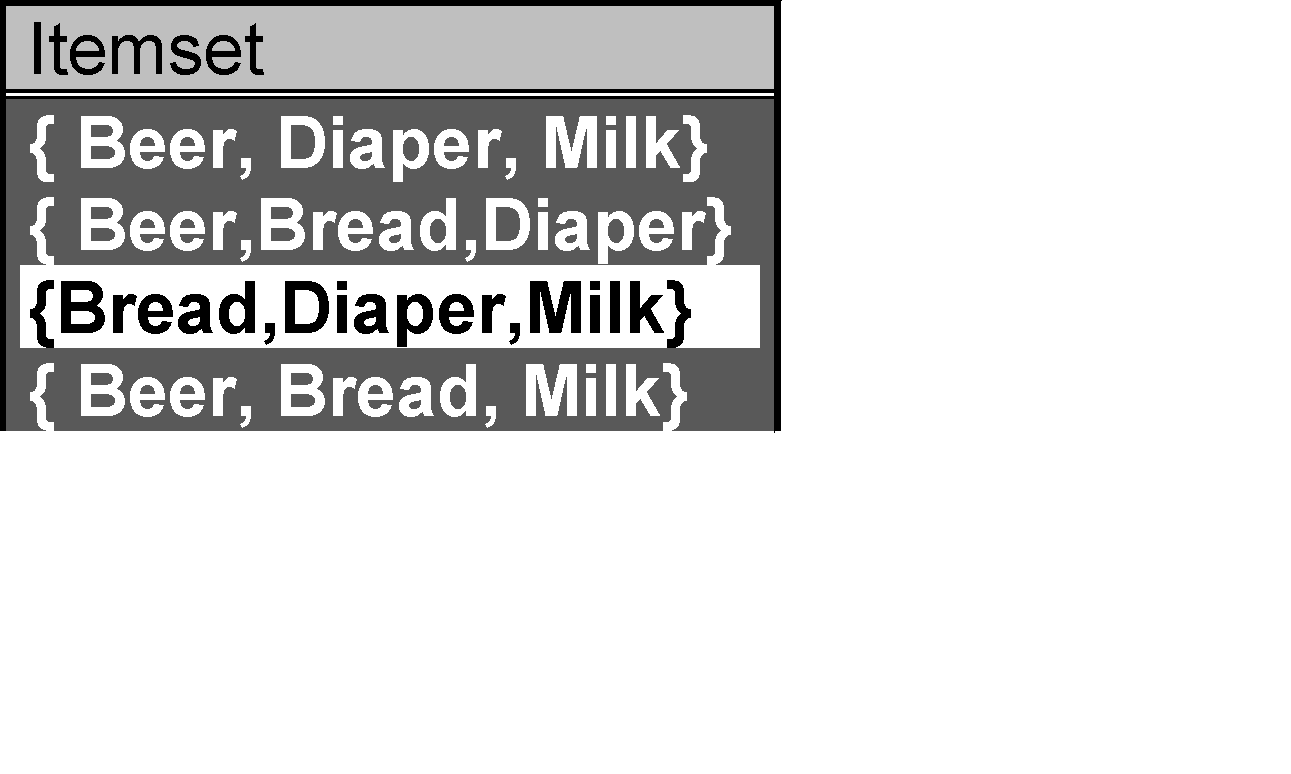 Itemset
{ Beer, Diaper, Milk}
{ Beer,Bread,Diaper}
{Bread,Diaper,Milk}
{ Beer, Bread, Milk}